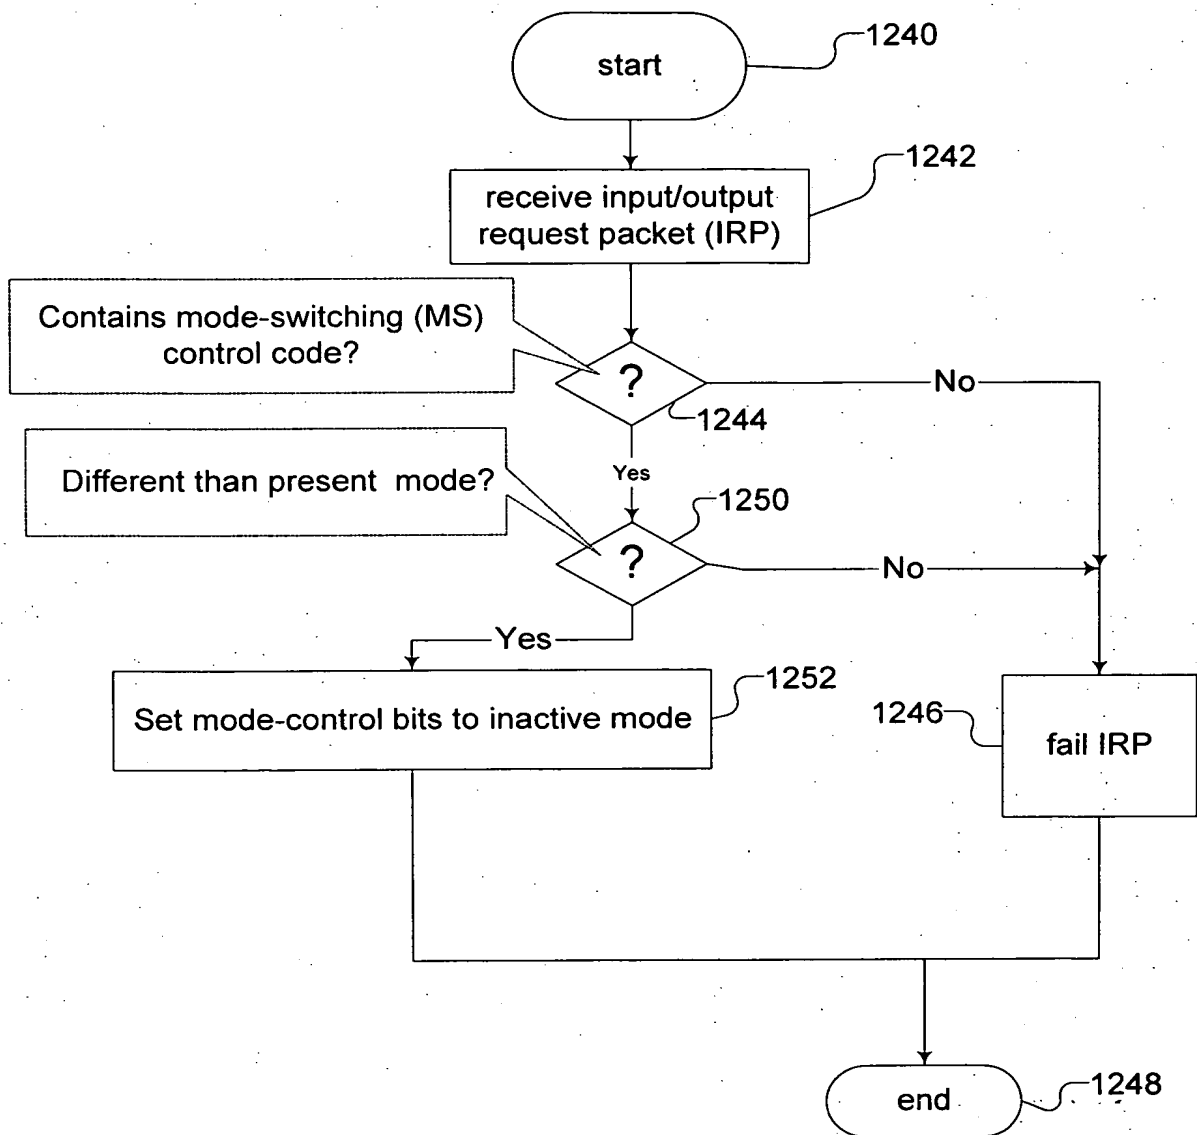 start
1240
receive input/output
request packet (IRP)
1242
Contains mode-switching (MS)
control code?
?
No
1244
Yes
Different than present mode?
?
1250
No
Yes
Set mode-control bits to inactive mode
1252
1246
fail IRP
end
1248